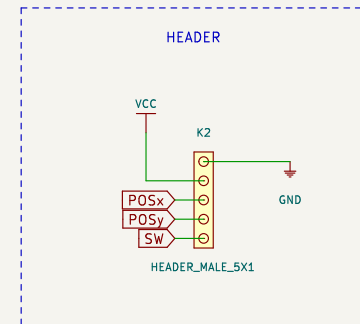 HEADER
VCC
K2
POSx
GND
POSy
SW
HEADER_MALE_5X1